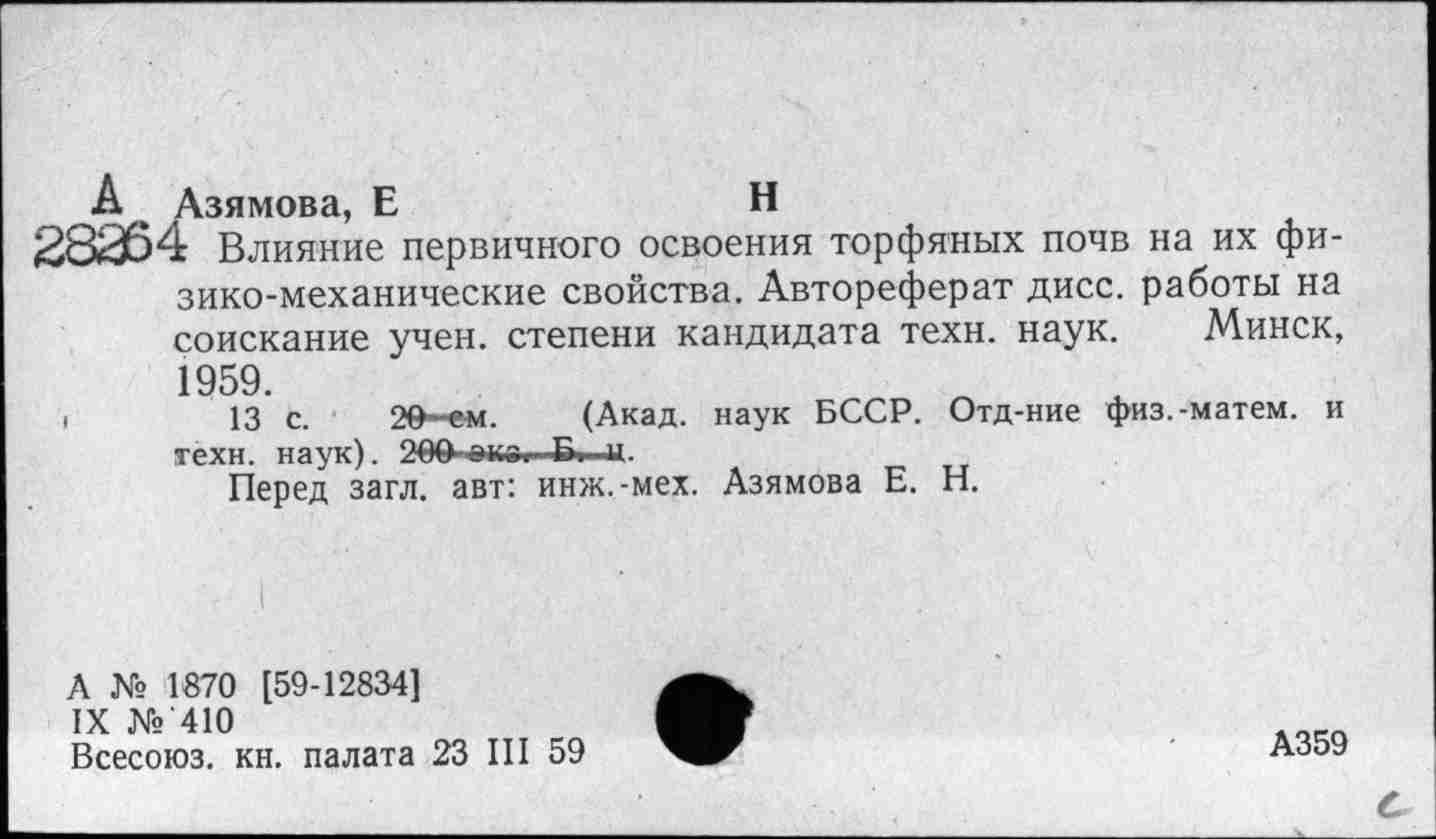 А Азямова, Е Н
28264 Влияние первичного освоения торфяных почв на их фи-
зико-механические свойства. Автореферат дисс. работы на
соискание учен. степени кандидата техн. наук. Минск,
1959.
13 с. 20 см. (Акад. наук БССР. Отд-ние физ.-матем. и
техн. наук). 200 экз. Б. ц.
Перед загл. авт: инж.-мех. Азямова Е. Н.
А № 1870 [59-12834]
IX № 410
Всесоюз. кн. палата 23 III 59
А359
с